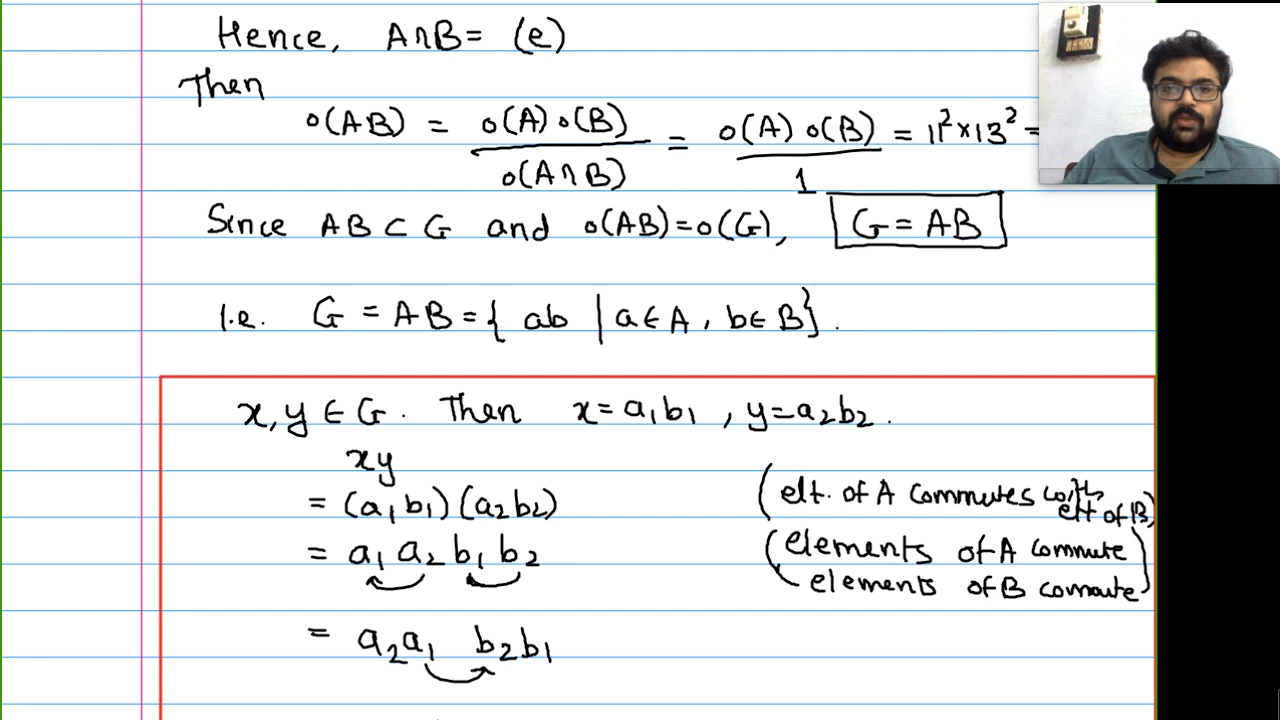 Hence, A∩B = (e)
Then
o(AB) = o(A) o(B) / o(A∩B) = o(A) o(B) / 1 = 11² × 13² =
Since AB ⊂ G and o(AB) = o(G), G = AB
I.e. G = AB = { ab | a ∈ A, b ∈ B }.
x, y ∈ G. Then x = a₁b₁, y = a₂b₂.
xy
= (a₁b₁)(a₂b₂) (elt. of A commutes with elt of B)
= a₁ a₂ b₁ b₂ (elements of A commute
elements of B commute)
= a₂a₁ b₂b₁